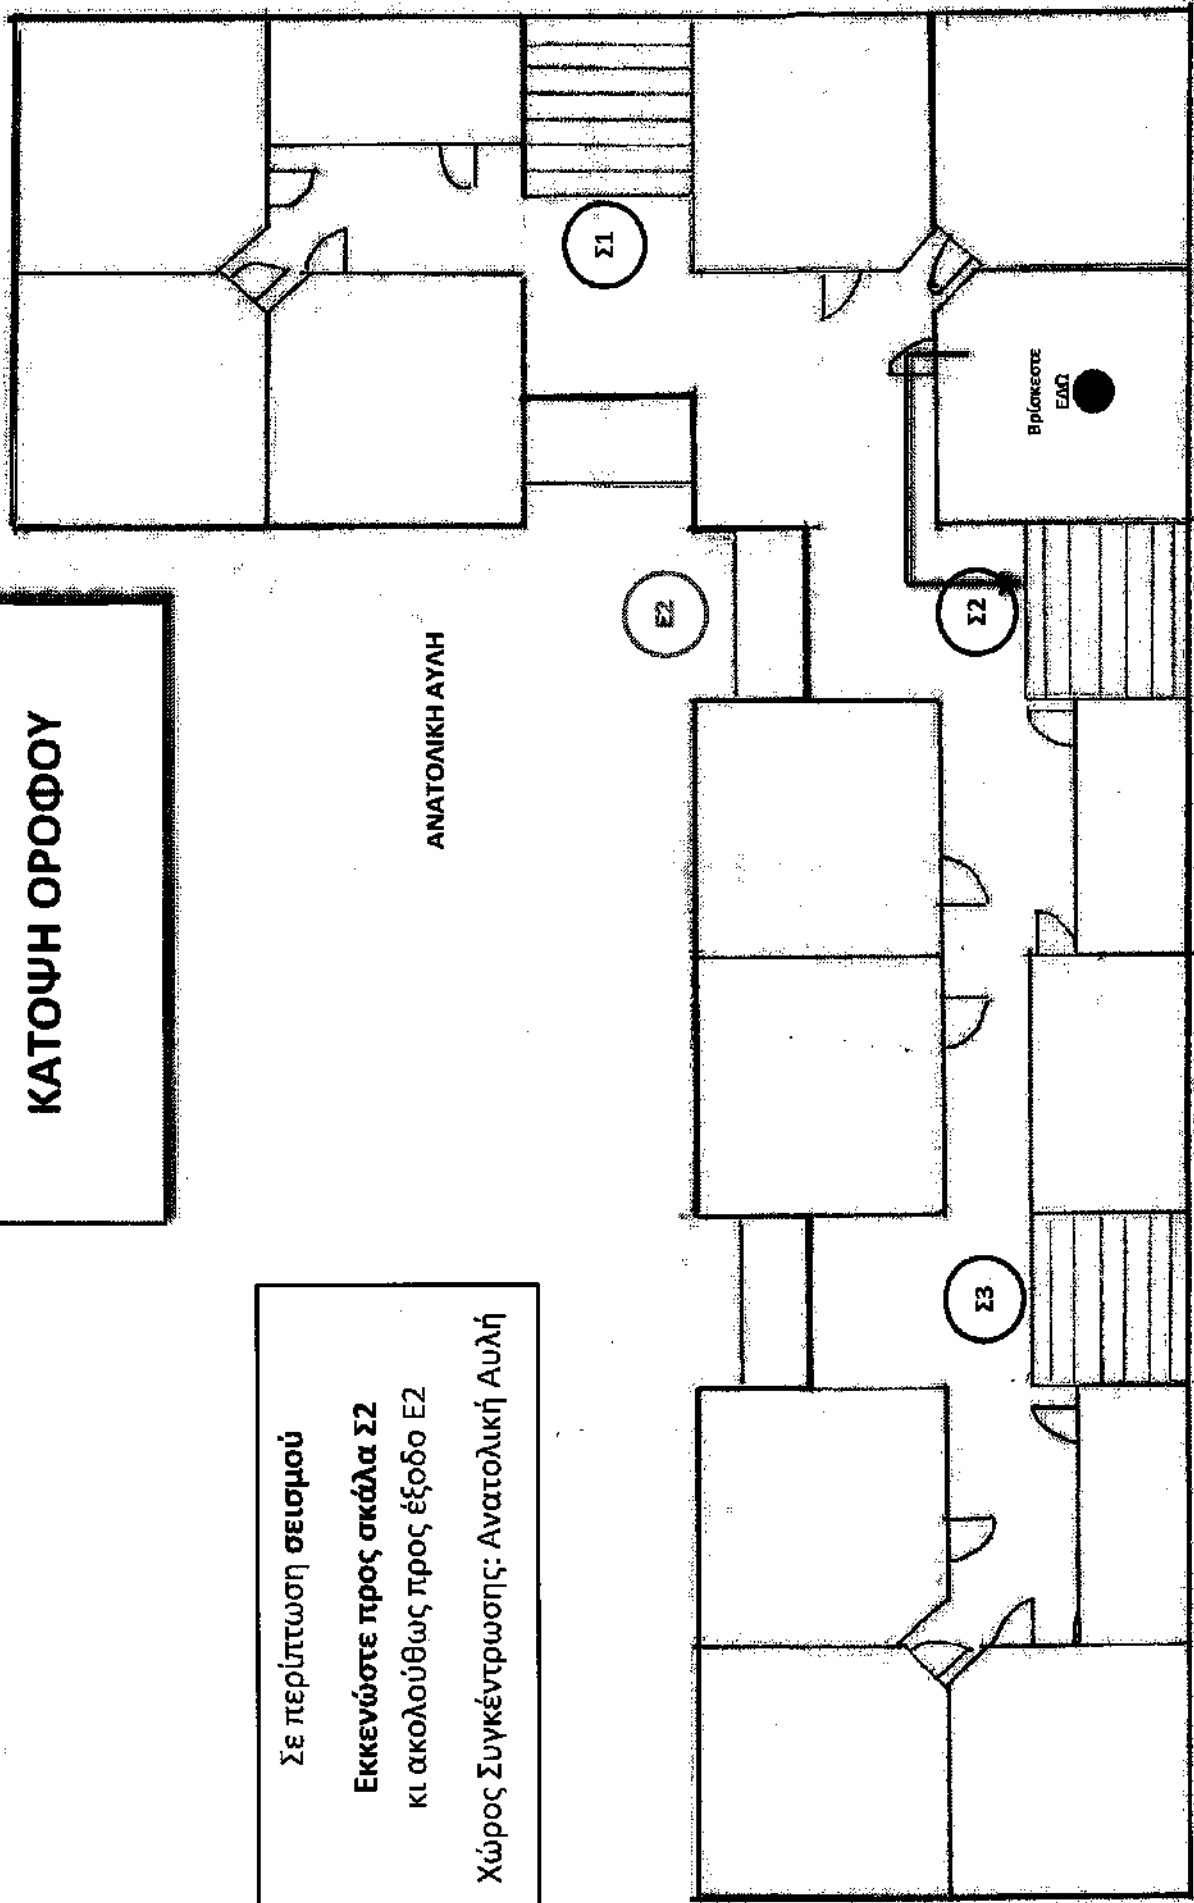 ΚΑΤΟΨΗ ΟΡΟΦΟΥ
Σε περίπτωση σεισμού
Εκκενώστε προς σκάλα Σ2
κι ακολούθως προς έξοδο Ε2
Χώρος Συγκέντρωσης: Ανατολική Αυλή
ΑΝΑΤΟΛΙΚΗ ΑΥΛΗ
Σ1
Ε2
Σ3
Σ2
Βρίσκεστε
ΕΔΩ